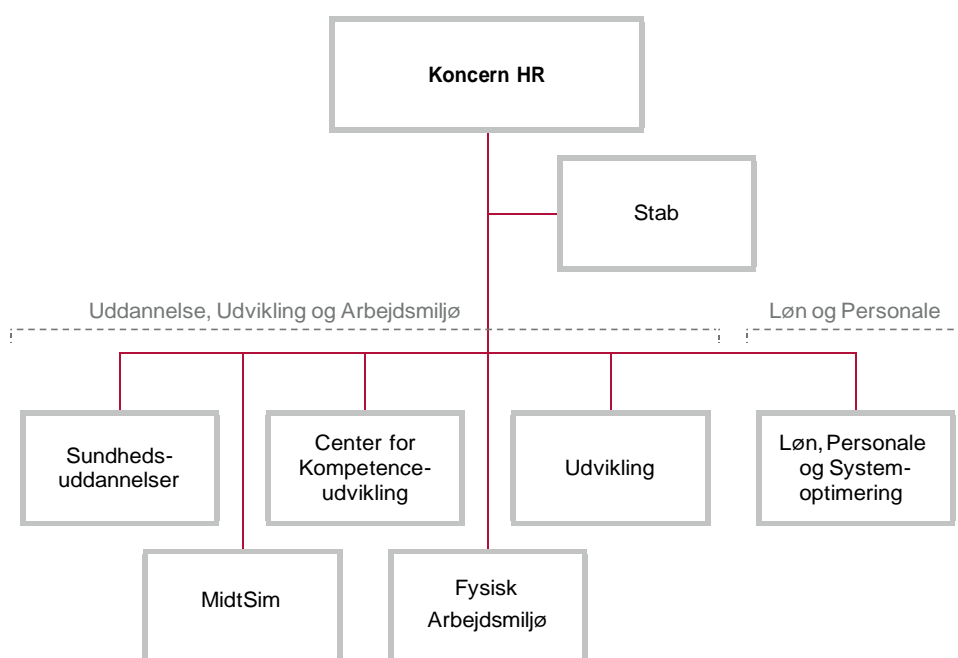 Koncern HR
Stab
Uddannelse, Udvikling og Arbejdsmiljø
Løn og Personale
Sundheds-
uddannelser
Center for
Kompetence-
udvikling
Udvikling
Løn, Personale
og System-
optimering
MidtSim
Fysisk
Arbejdsmiljø